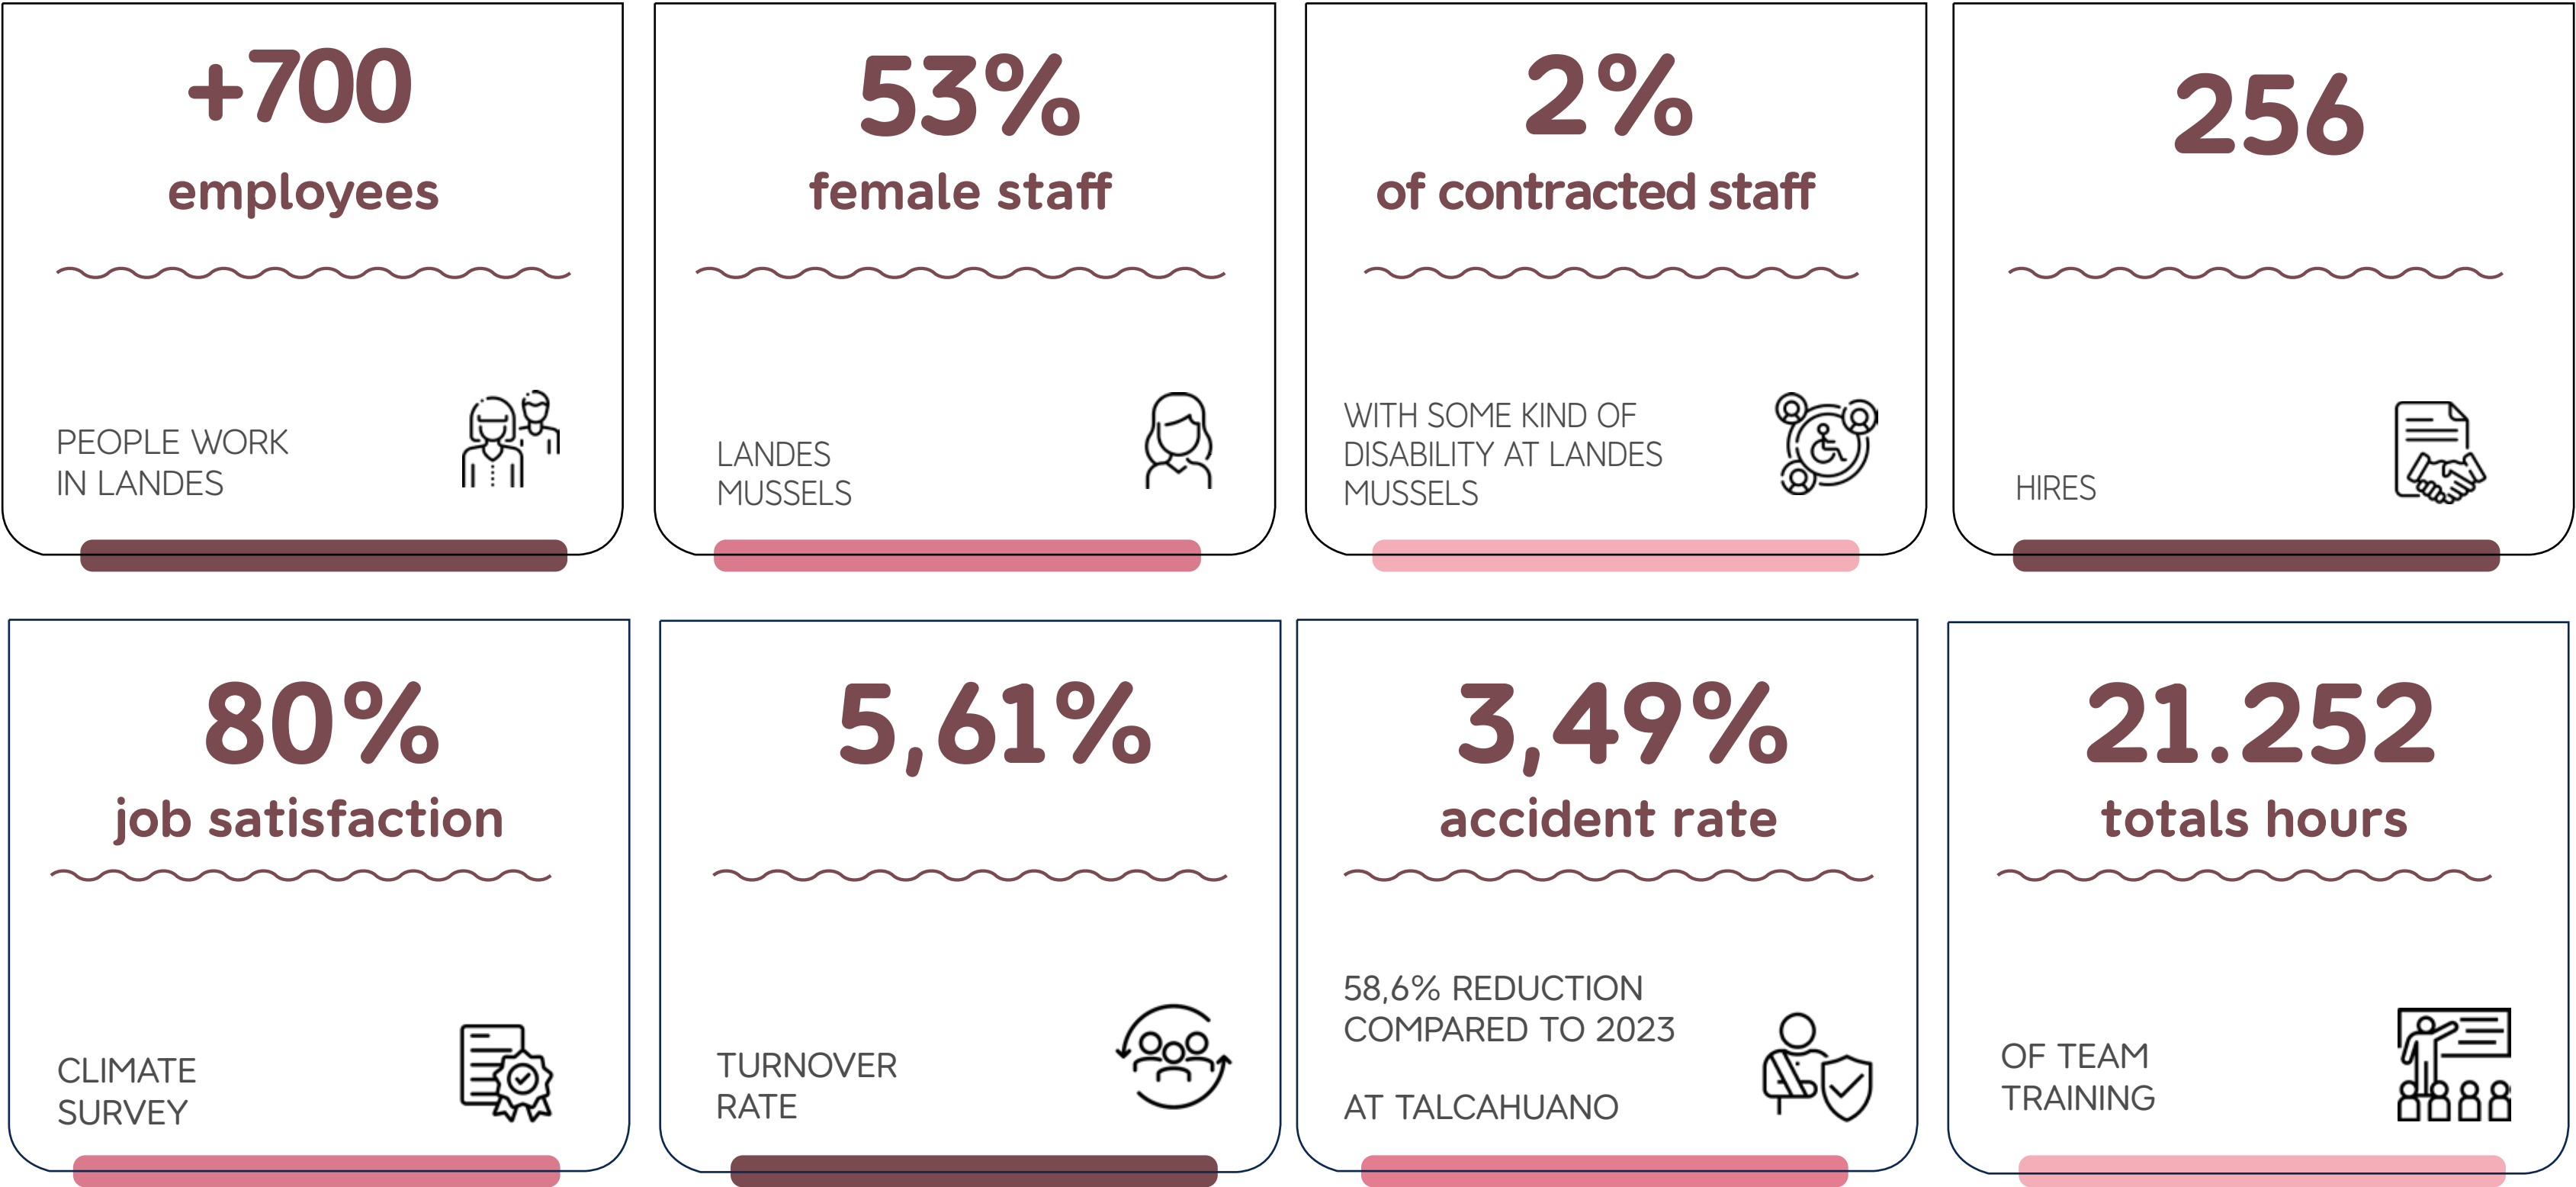 +700
employees
PEOPLE WORK
IN LANDES
53%
female staff
LANDES
MUSSELS
2%
of contracted staff
WITH SOME KIND OF
DISABILITY AT LANDES
MUSSELS
256
HIRES
80%
job satisfaction
CLIMATE
SURVEY
5,61%
TURNOVER
RATE
3,49%
accident rate
58,6% REDUCTION
COMPARED TO 2023
AT TALCAHUANO
21.252
totals hours
OF TEAM
TRAINING